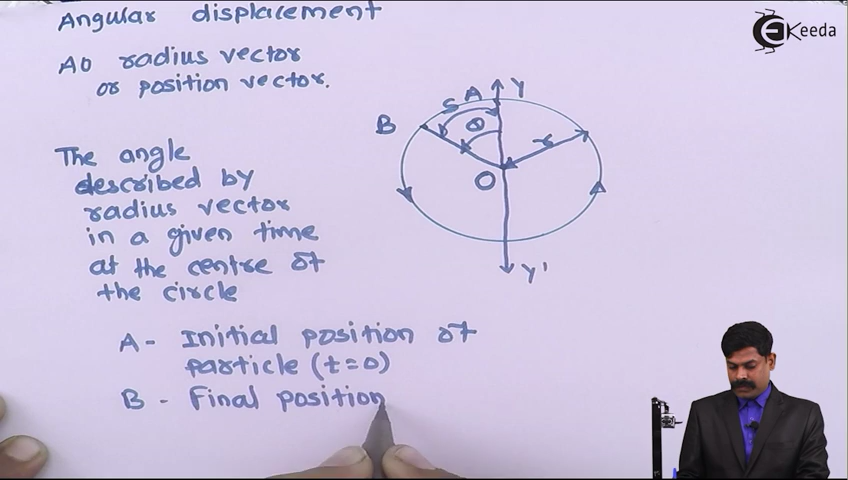 Angular displacement
AO radius vector
or position vector.
The angle
described by
radius vector
in a given time
at the centre of
the circle
A - Initial position of
particle (t=0)
B - Final position
A
Y
S
B
θ
r
O
Y'
EKeeda